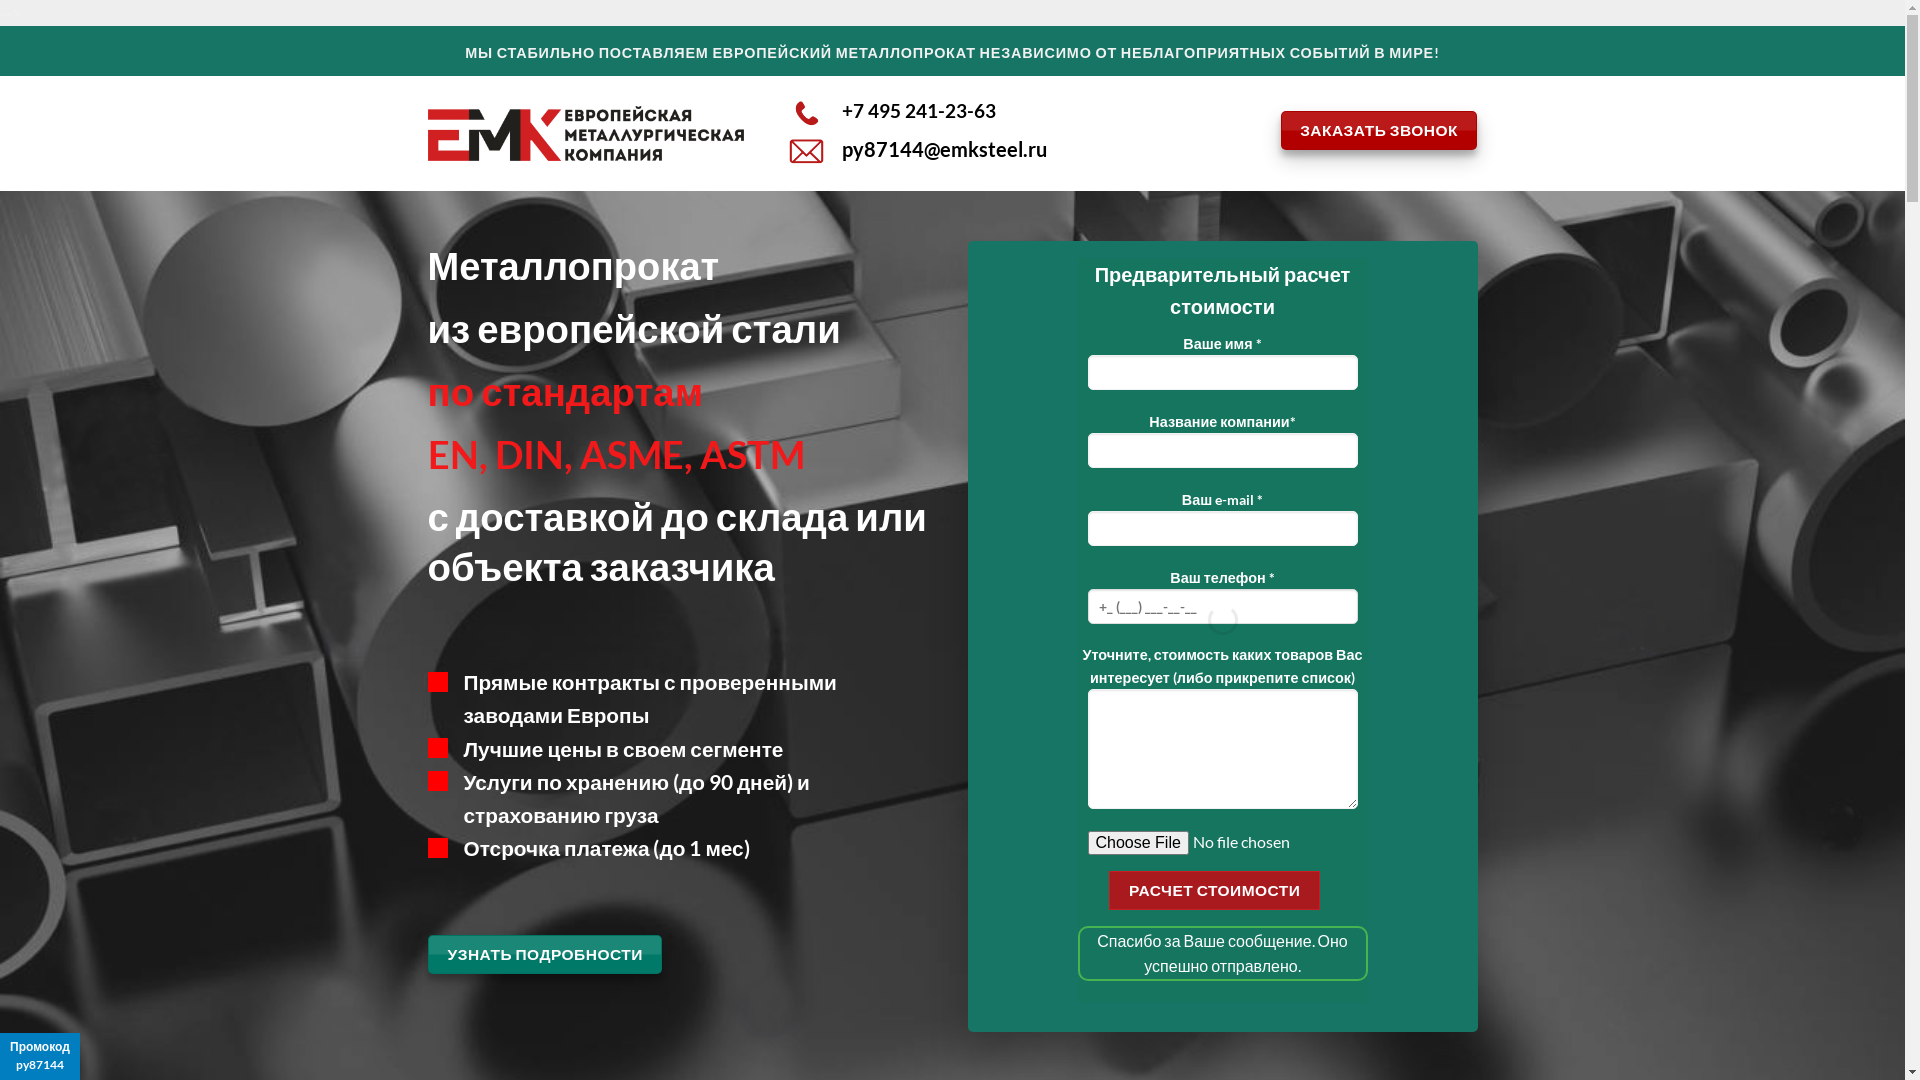 МЫ СТАБИЛЬНО ПОСТАВЛЯЕМ ЕВРОПЕЙСКИЙ МЕТАЛЛОПРОКАТ НЕЗАВИСИМО ОТ НЕБЛАГОПРИЯТНЫХ СОБЫТИЙ В МИРЕ!
ЕМК ЕВРОПЕЙСКАЯ
МЕТАЛЛУРГИЧЕСКАЯ
КОМПАНИЯ
+7 495 241-23-63
py87144@emksteel.ru
ЗАКАЗАТЬ ЗВОНОК
Металлопрокат
из европейской стали
по стандартам
EN, DIN, ASME, ASTM
с доставкой до склада или
объекта заказчика
Прямые контракты с проверенными
заводами Европы
Лучшие цены в своем сегменте
Услуги по хранению (до 90 дней) и
страхованию груза
Отсрочка платежа (до 1 мес)
УЗНАТЬ ПОДРОБНОСТИ
Предварительный расчет
стоимости
Ваше имя *
Название компании*
Ваш e-mail *
Ваш телефон *
+_ (___) ___-__-__
Уточните, стоимость каких товаров Вас
интересует (либо прикрепите список)
Choose File No file chosen
РАСЧЕТ СТОИМОСТИ
Спасибо за Ваше сообщение. Оно
успешно отправлено.
Промокод
py87144